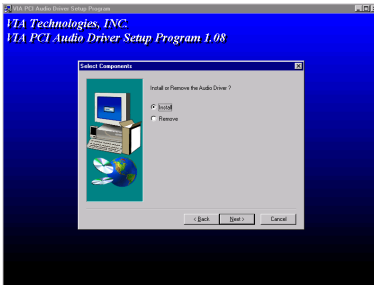 VIA PCI Audio Driver Setup Program
VIA Technologies, INC.
VIA PCI Audio Driver Setup Program 1.08
Select Components
Install or Remove the Audio Driver ?
Install
Remove
< Back
Next >
Cancel